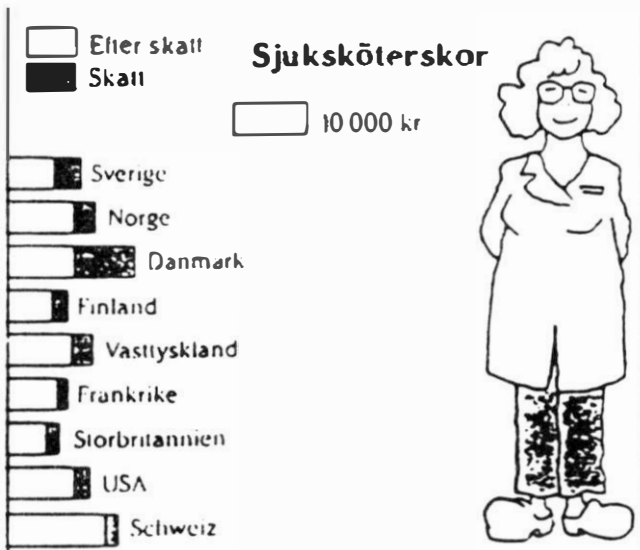 Efter skatt
Skatt
Sjuksköterskor
10 000 kr
Sverige
Norge
Danmark
Finland
Västtyskland
Frankrike
Storbritannien
USA
Schweiz